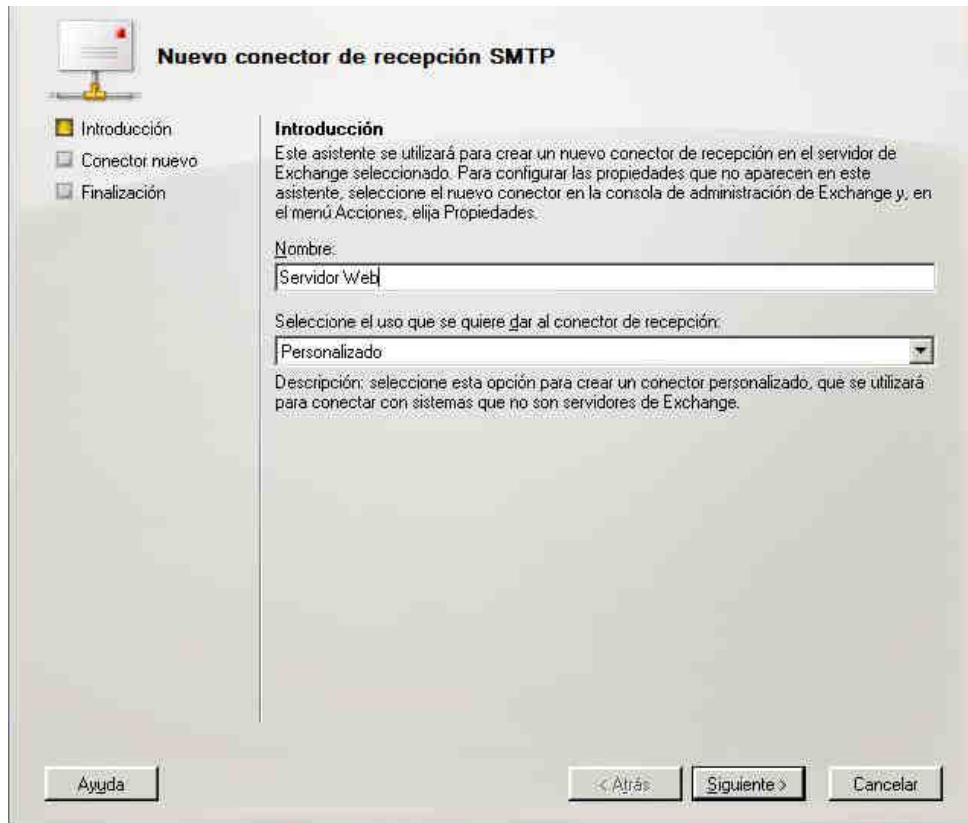 Nuevo conector de recepción SMTP
Introducción
Conector nuevo
Finalización
Introducción
Este asistente se utilizará para crear un nuevo conector de recepción en el servidor de
Exchange seleccionado. Para configurar las propiedades que no aparecen en este
asistente, seleccione el nuevo conector en la consola de administración de Exchange y, en
el menú Acciones, elija Propiedades.
Nombre:
Servidor Web
Seleccione el uso que se quiere dar al conector de recepción:
Personalizado
Descripción: seleccione esta opción para crear un conector personalizado, que se utilizará
para conectar con sistemas que no son servidores de Exchange.
Ayuda
< Atrás
Siguiente >
Cancelar